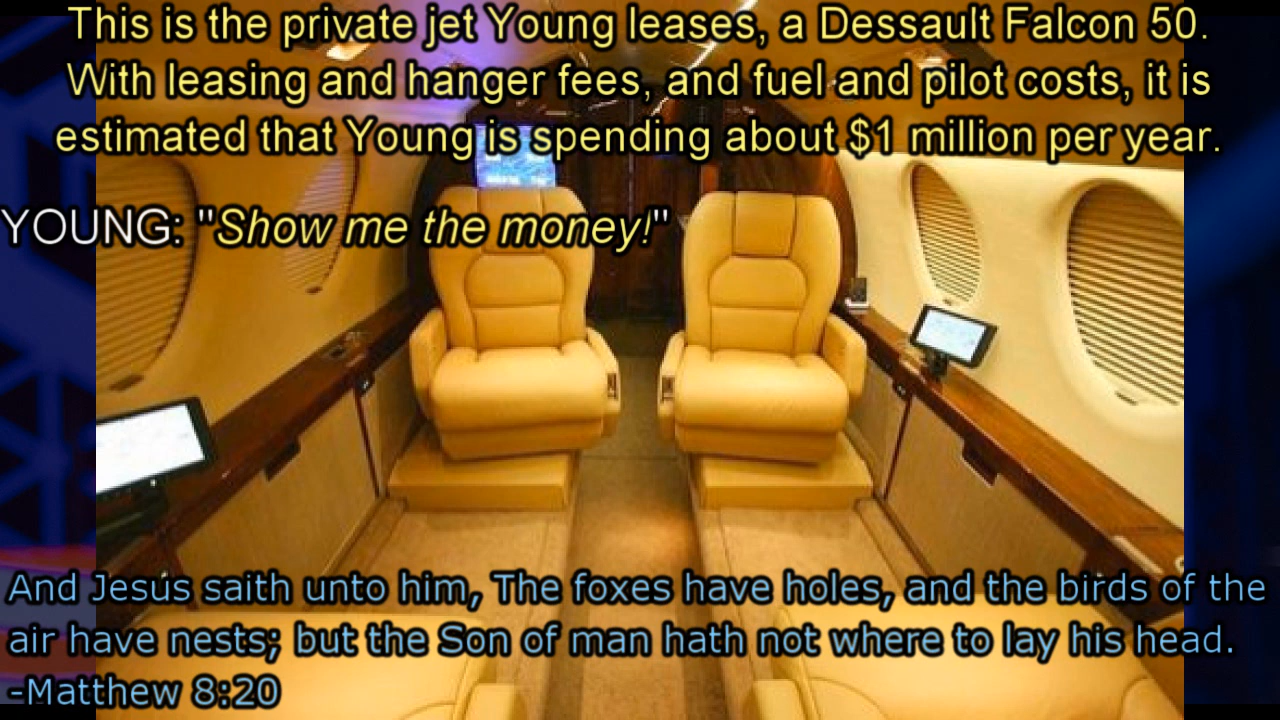 This is the private jet Young leases, a Dessault Falcon 50.
With leasing and hanger fees, and fuel and pilot costs, it is
estimated that Young is spending about $1 million per year.
YOUNG: "Show me the money!"
And Jesus saith unto him, The foxes have holes, and the birds of the
air have nests; but the Son of man hath not where to lay his head.
-Matthew 8:20